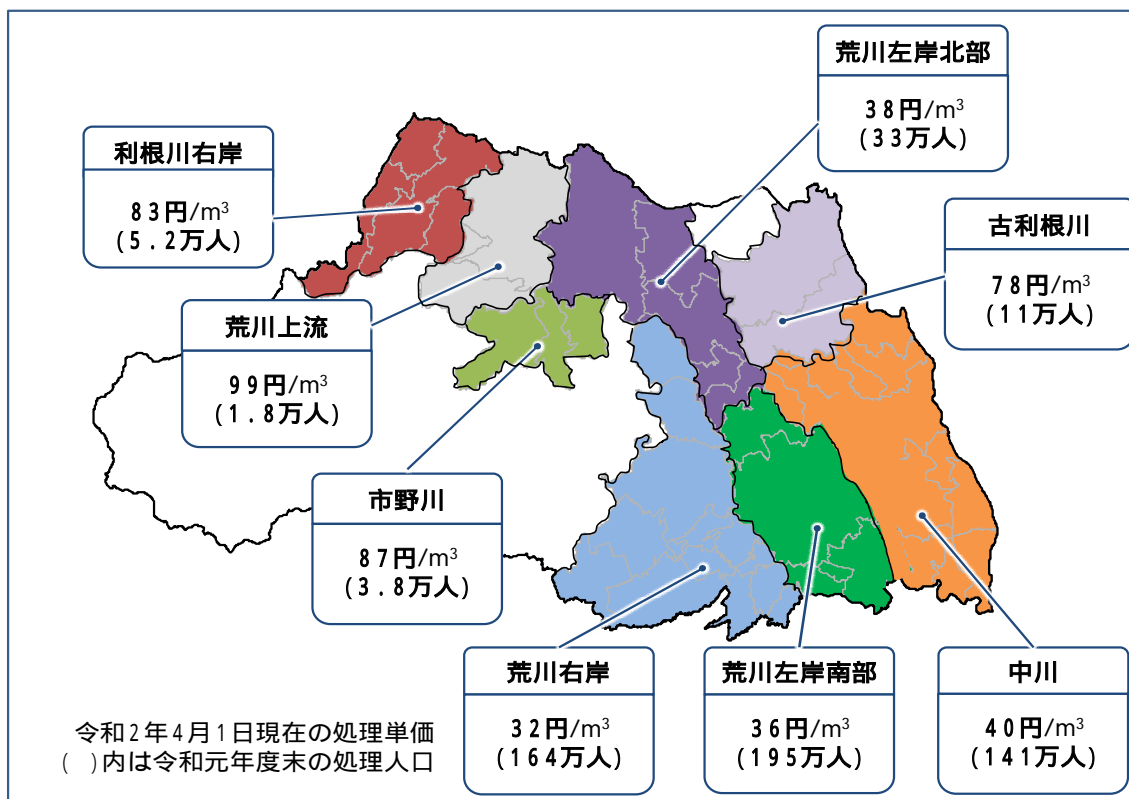 荒川左岸北部
38円/m³
(33万人)
利根川右岸
83円/m³
(5.2万人)
古利根川
78円/m³
(11万人)
荒川上流
99円/m³
(1.8万人)
市野川
87円/m³
(3.8万人)
荒川右岸
32円/m³
(164万人)
荒川左岸南部
36円/m³
(195万人)
中川
40円/m³
(141万人)
令和2年4月1日現在の処理単価
( )内は令和元年度末の処理人口